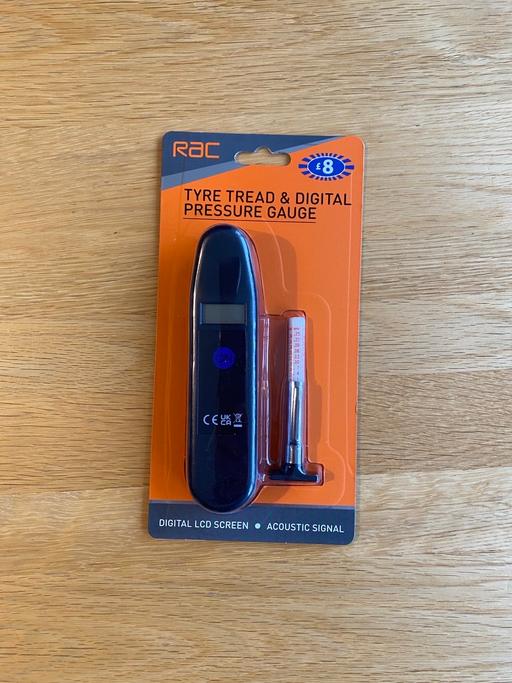 RAC
£8
TYRE TREAD & DIGITAL
PRESSURE GAUGE
CE UK
CA
DIGITAL LCD SCREEN • ACOUSTIC SIGNAL